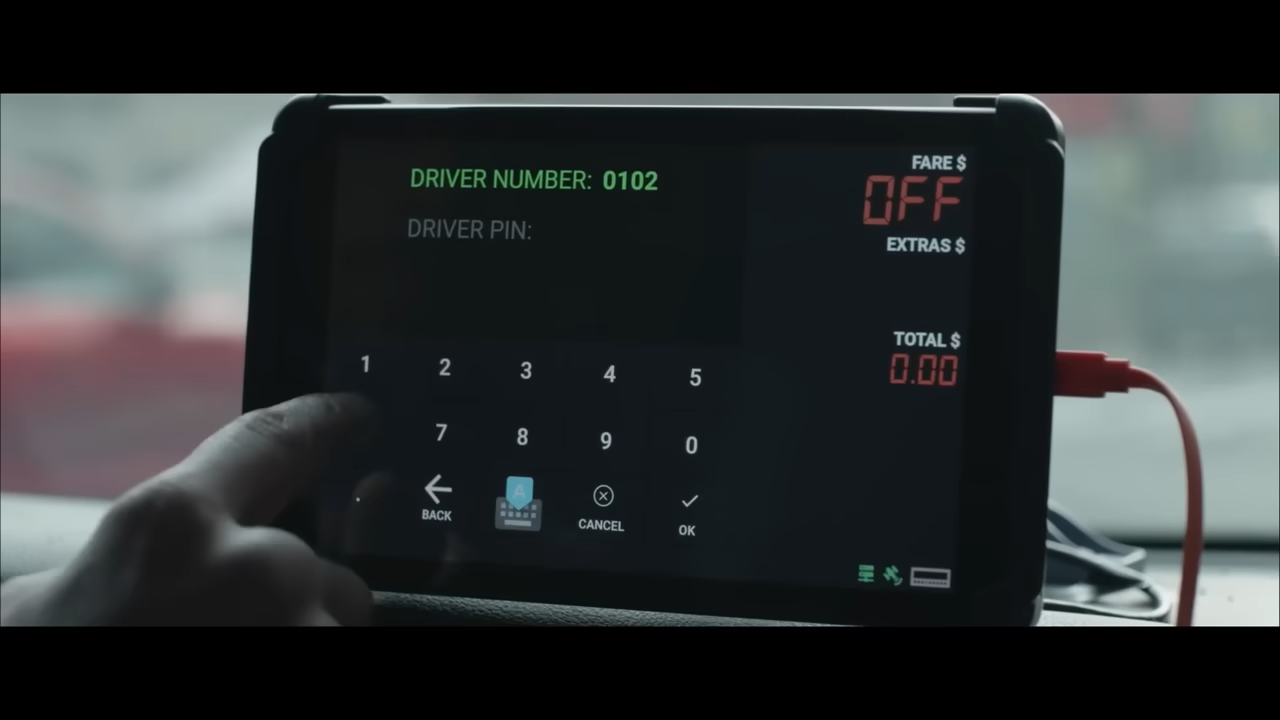 DRIVER NUMBER: 0102
DRIVER PIN:
FARE $
OFF
EXTRAS $
TOTAL $
0.00
1 2 3 4 5
7 8 9 0
. BACK A CANCEL OK